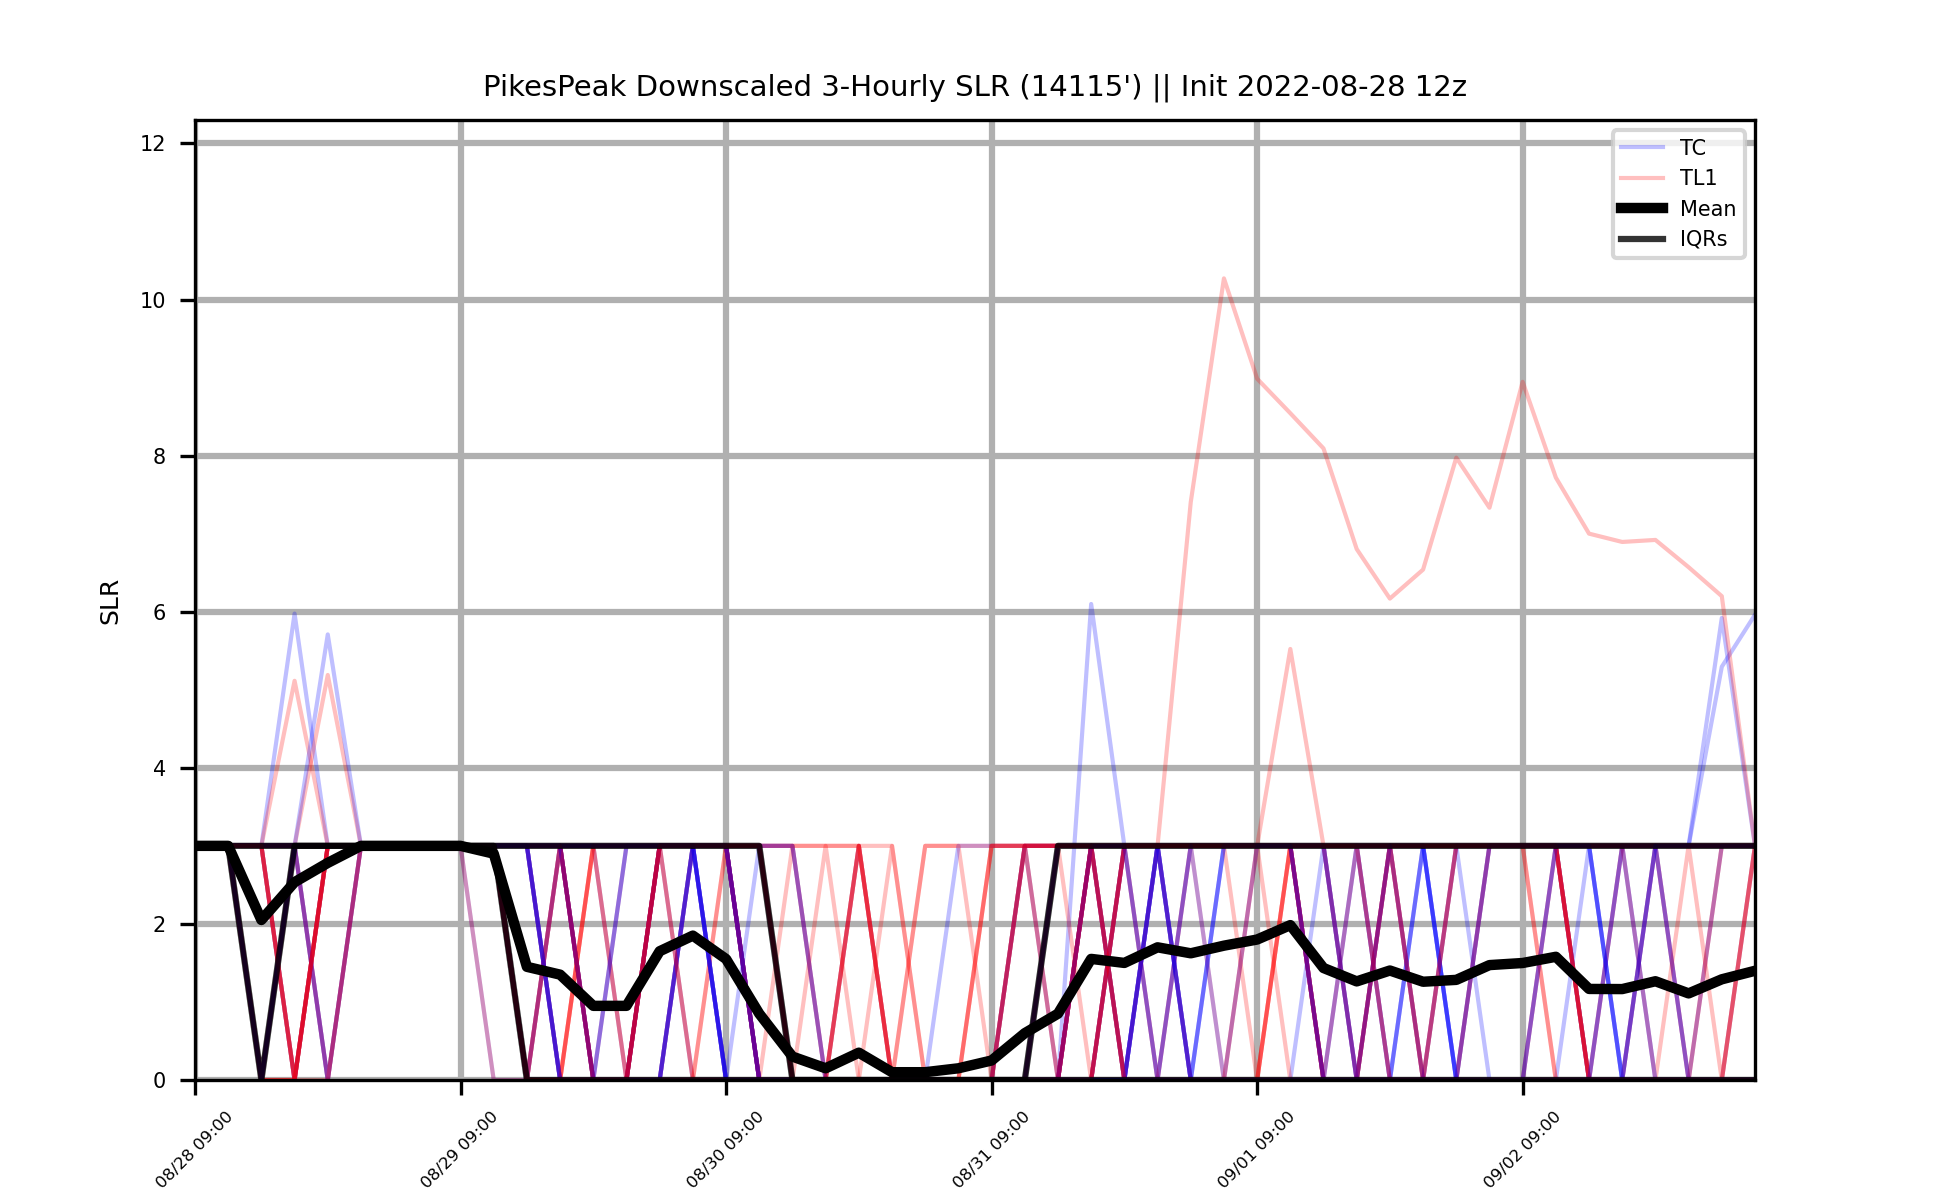 PikesPeak Downscaled 3-Hourly SLR (14115') || Init 2022-08-28 12z
TC
TL1
Mean
IQRs
SLR
12
10
8
6
4
2
0
08/28 09:00
08/29 09:00
08/30 09:00
08/31 09:00
09/01 09:00
09/02 09:00